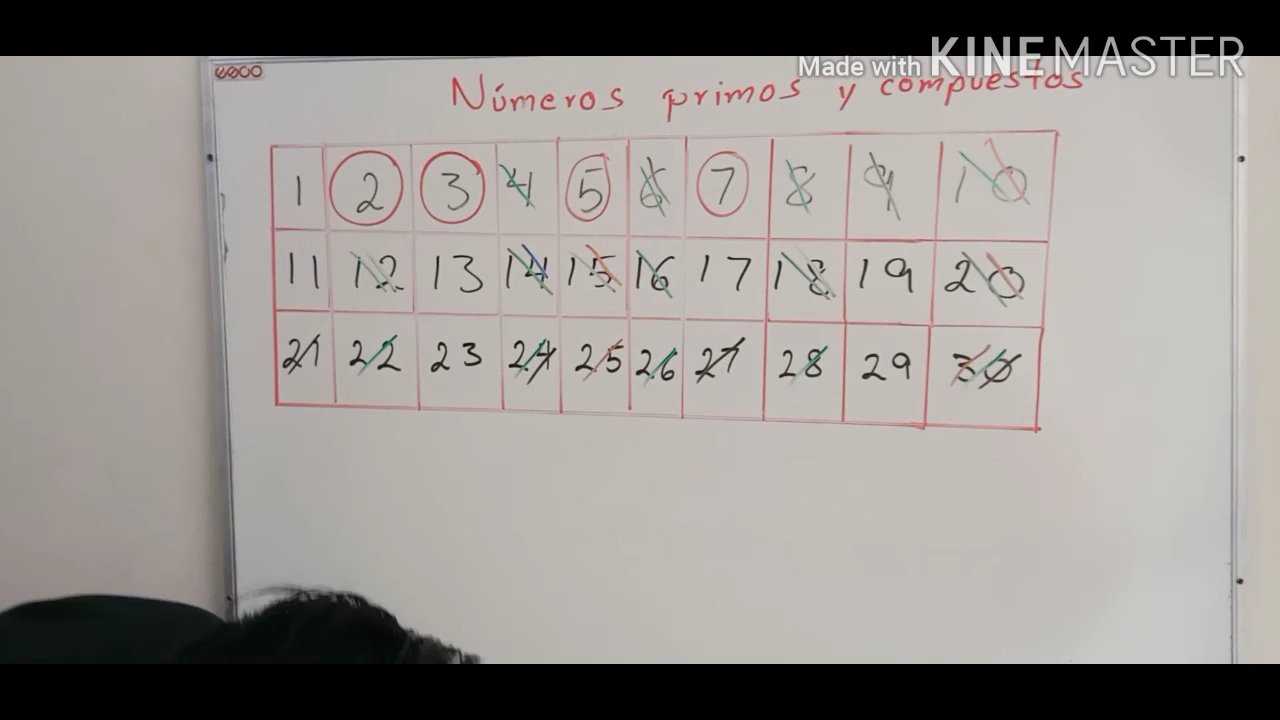 Made with KINEMASTER
Números primos y compuestos
1 2 3 4 5 6 7 8 9 10
11 12 13 14 15 16 17 18 19 20
21 22 23 24 25 26 27 28 29 30